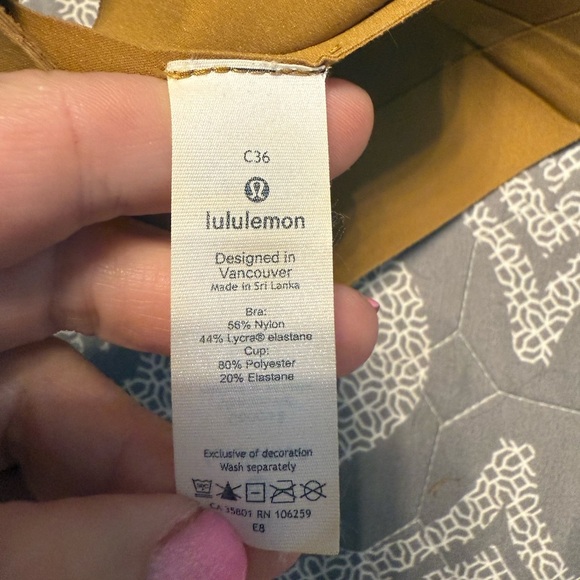 C36
lululemon
Designed in
Vancouver
Made in Sri Lanka
Bra:
56% Nylon
44% Lycra® elastane
Cup:
80% Polyester
20% Elastane
Exclusive of decoration
Wash separately
CA 35801 RN 106259
E8